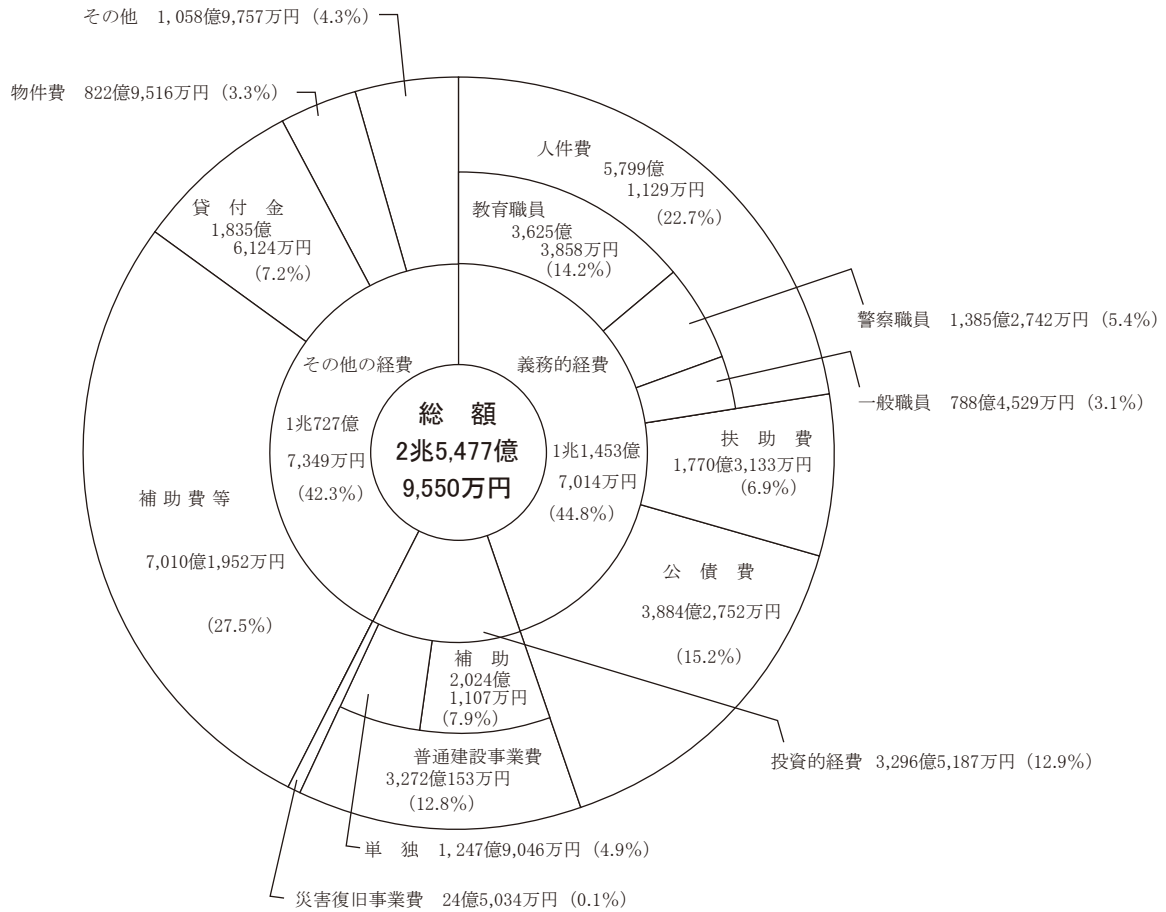 その他　1,058億9,757万円（4.3%）
物件費　822億9,516万円（3.3%）
人件費
5,799億
1,129万円
（22.7%）
教育職員
3,625億
3,858万円
（14.2%）
貸　付　金
1,835億
6,124万円
（7.2%）
警察職員　1,385億2,742万円（5.4%）
一般職員　788億4,529万円（3.1%）
その他の経費
1兆727億
7,349万円
（42.3%）
義務的経費
1兆1,453億
7,014万円
（44.8%）
総　額
2兆5,477億
9,550万円
扶　助　費
1,770億3,133万円
（6.9%）
補 助 費 等
7,010億1,952万円
（27.5%）
公　債　費
3,884億2,752万円
（15.2%）
補　助
2,024億
1,107万円
（7.9%）
普通建設事業費
3,272億153万円
（12.8%）
投資的経費　3,296億5,187万円（12.9%）
単　独　1,247億9,046万円（4.9%）
災害復旧事業費　24億5,034万円（0.1%）